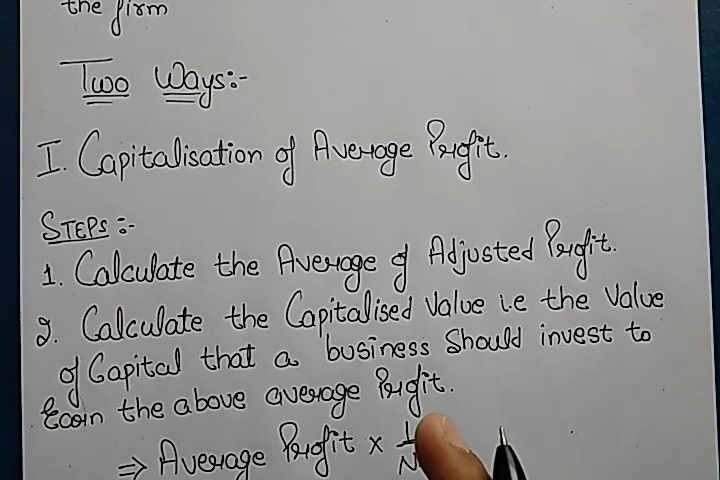 the firm
Two Ways:-
I. Capitalisation of Average Profit.
STEPS :-
1. Calculate the Average of Adjusted Profit.
2. Calculate the Capitalised Value i.e the Value
of Capital that a business Should invest to
Earn the above average Profit.
⇒ Average Profit × 1/N